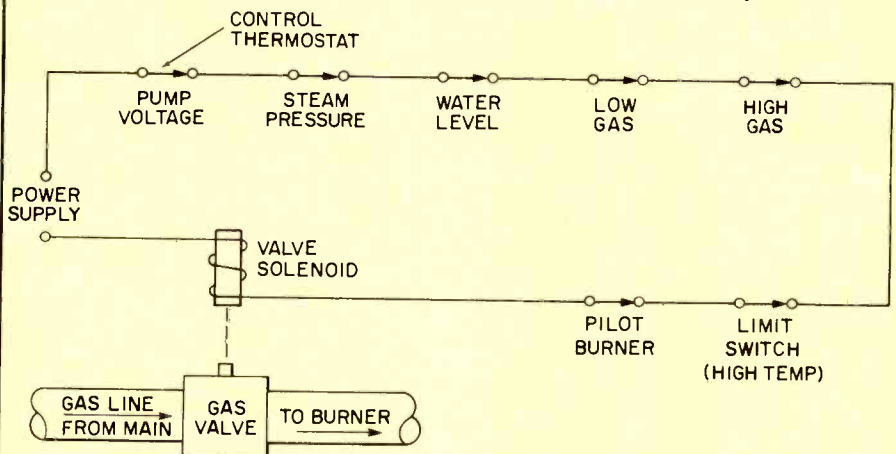 CONTROL
THERMOSTAT
PUMP
VOLTAGE
STEAM
PRESSURE
WATER
LEVEL
LOW
GAS
HIGH
GAS
POWER
SUPPLY
VALVE
SOLENOID
PILOT
BURNER
LIMIT
SWITCH
(HIGH TEMP)
GAS LINE
FROM MAIN
GAS
VALVE
TO BURNER